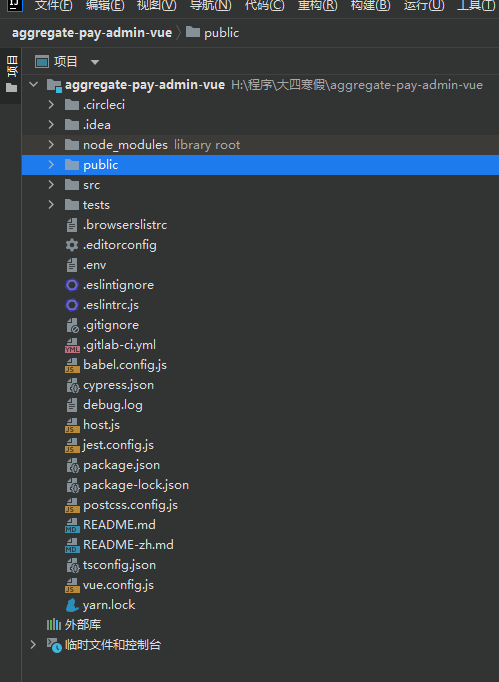 文件(F) 编辑(E) 视图(V) 导航(N) 代码(C) 重构(R) 构建(B) 运行(U) 工具(T)
aggregate-pay-admin-vue 〉 public
项目
项目
aggregate-pay-admin-vue H:\程序\大四寒假\aggregate-pay-admin-vue
.circleci
.idea
node_modules library root
public
src
tests
.browserslistrc
.editorconfig
.env
.eslintignore
.eslintrc.js
.gitignore
.gitlab-ci.yml
babel.config.js
cypress.json
debug.log
host.js
jest.config.js
package.json
package-lock.json
postcss.config.js
README.md
README-zh.md
tsconfig.json
vue.config.js
yarn.lock
外部库
临时文件和控制台